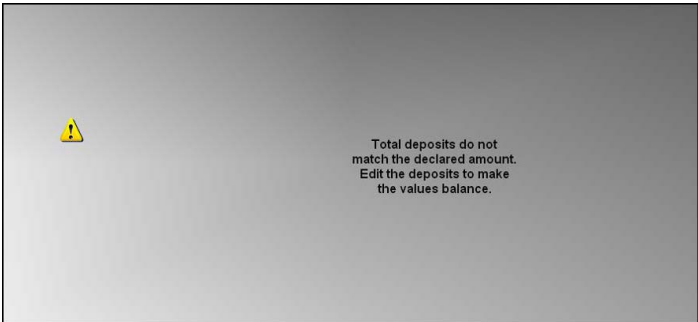 Total deposits do not
match the declared amount.
Edit the deposits to make
the values balance.